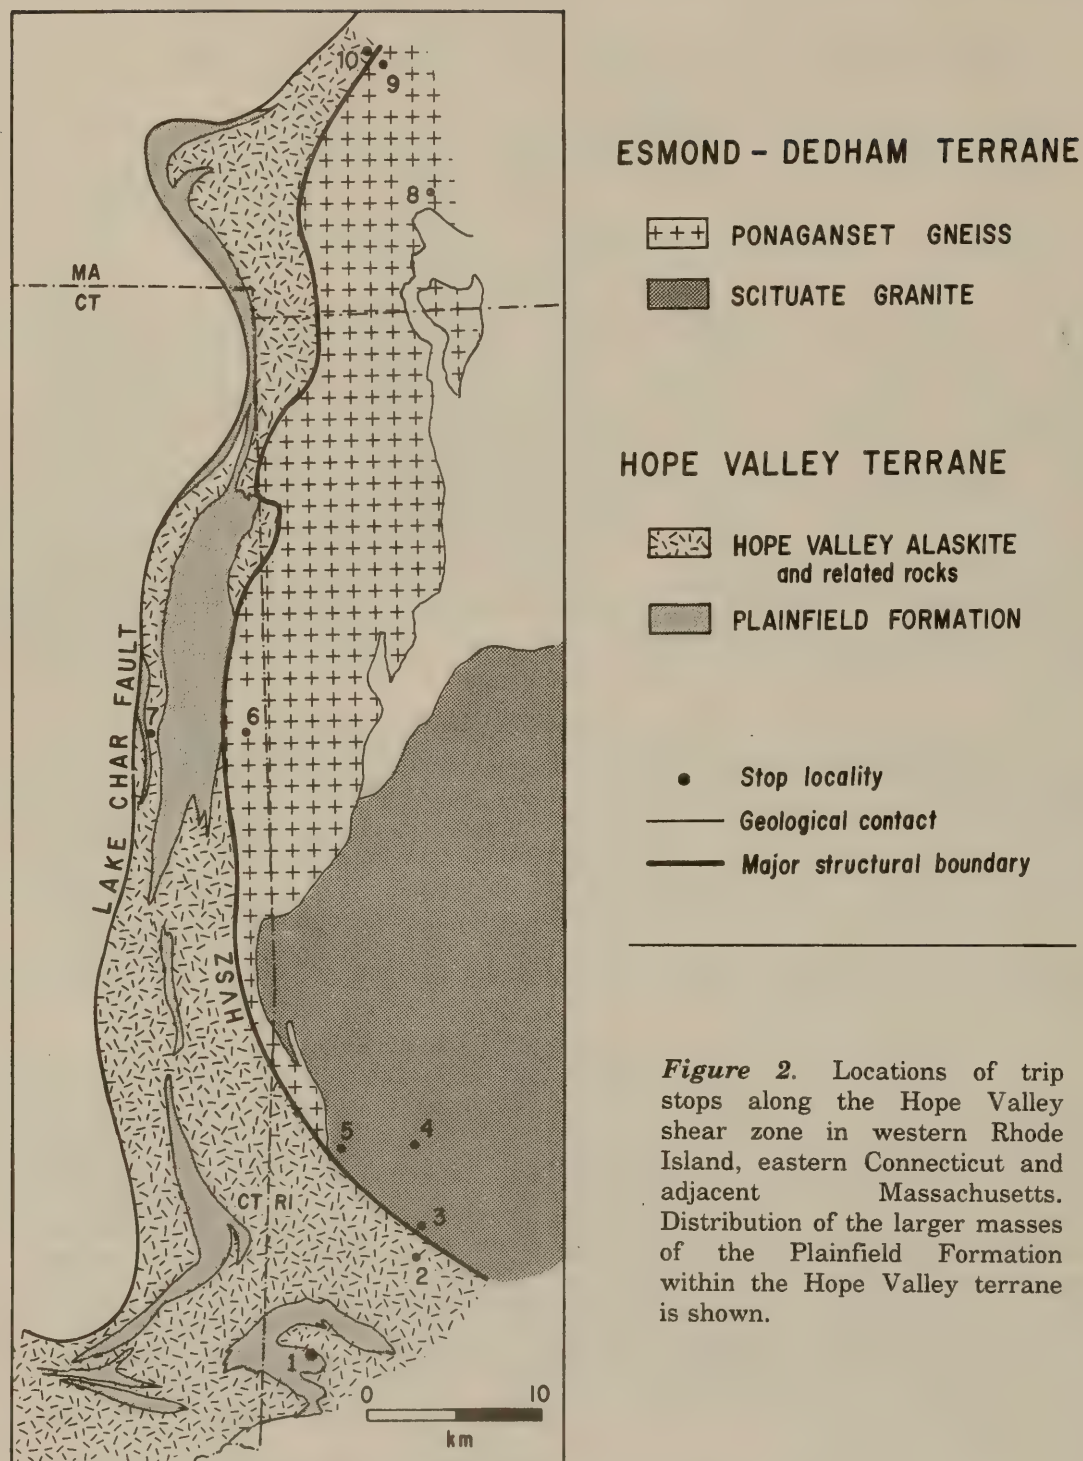 10
9
8
MA
CT
LAKE CHAR FAULT
7
6
HVSZ
5
4
CT RI
3
2
1
0 10
km
ESMOND - DEDHAM TERRANE
+++ PONAGANSET GNEISS
SCITUATE GRANITE
HOPE VALLEY TERRANE
HOPE VALLEY ALASKITE
and related rocks
PLAINFIELD FORMATION
Stop locality
Geological contact
Major structural boundary
Figure 2. Locations of trip
stops along the Hope Valley
shear zone in western Rhode
Island, eastern Connecticut and
adjacent Massachusetts.
Distribution of the larger masses
of the Plainfield Formation
within the Hope Valley terrane
is shown.